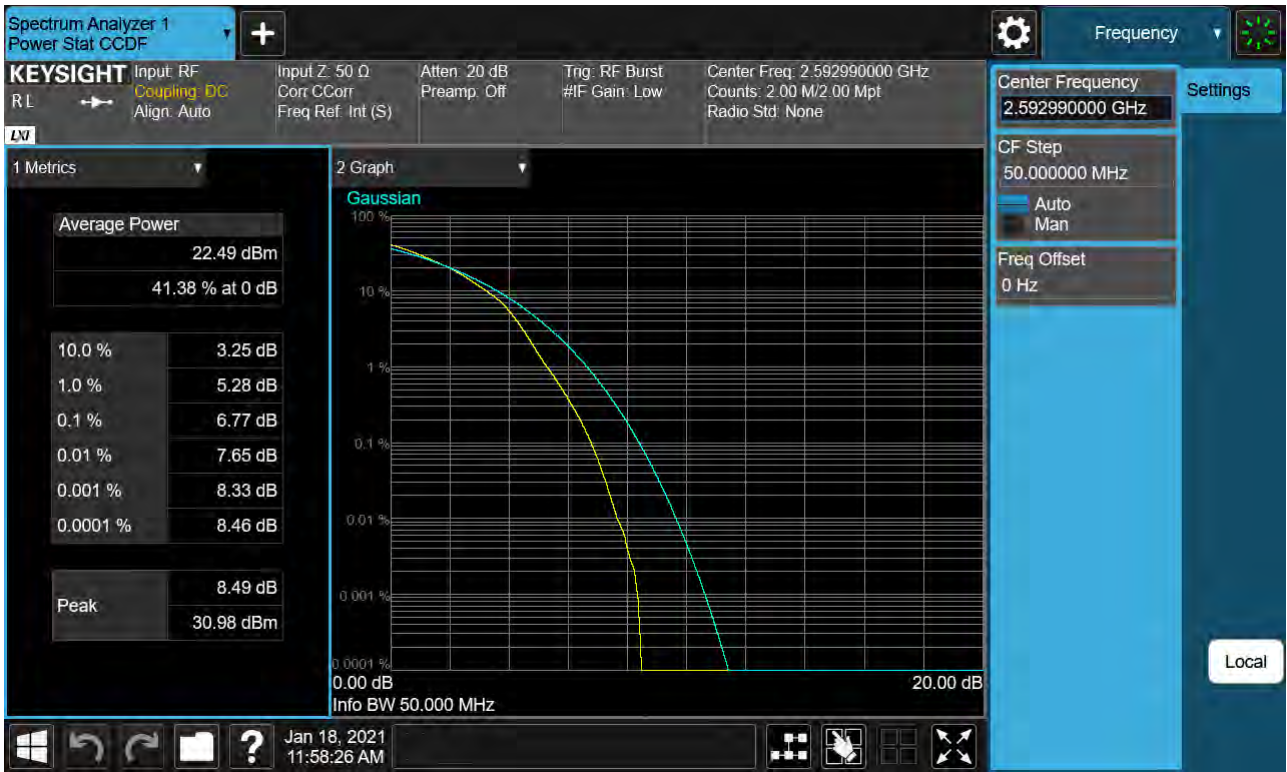 Spectrum Analyzer 1
Power Stat CCDF
Frequency
KEYSIGHT
RL
LXI
Input: RF
Coupling: DC
Align: Auto
Input Z: 50 Ω
Corr CCorr
Freq Ref: Int (S)
Atten: 20 dB
Preamp: Off
Trig: RF Burst
#IF Gain: Low
Center Freq: 2.592990000 GHz
Counts: 2.00 M/2.00 Mpt
Radio Std: None
Center Frequency
2.592990000 GHz
Settings
CF Step
50.000000 MHz
Auto
Man
Freq Offset
0 Hz
1 Metrics
Average Power
22.49 dBm
41.38 % at 0 dB
10.0 % 3.25 dB
1.0 % 5.28 dB
0.1 % 6.77 dB
0.01 % 7.65 dB
0.001 % 8.33 dB
0.0001 % 8.46 dB
Peak
8.49 dB
30.98 dBm
2 Graph
Gaussian
100 %
10 %
1 %
0.1 %
0.01 %
0.001 %
0.0001 %
0.00 dB 20.00 dB
Info BW 50.000 MHz
Local
?
Jan 18, 2021
11:58:26 AM